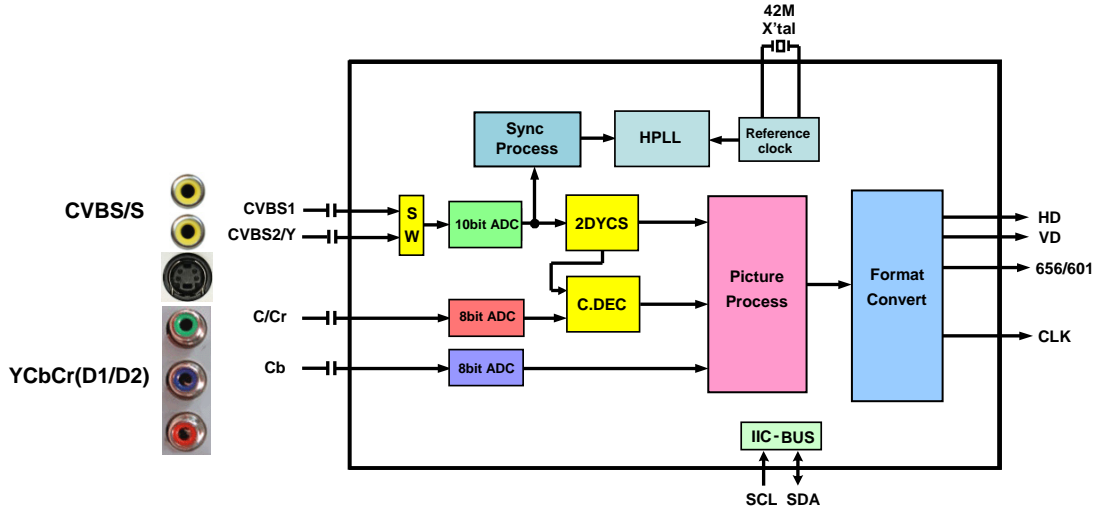 42M
X'tal
Sync
Process
HPLL
Reference
clock
CVBS/S
CVBS1
CVBS2/Y
S
W
10bit ADC
2DYCS
C.DEC
Picture
Process
Format
Convert
HD
VD
656/601
CLK
C/Cr
8bit ADC
YCbCr(D1/D2)
Cb
8bit ADC
IIC-BUS
SCL SDA